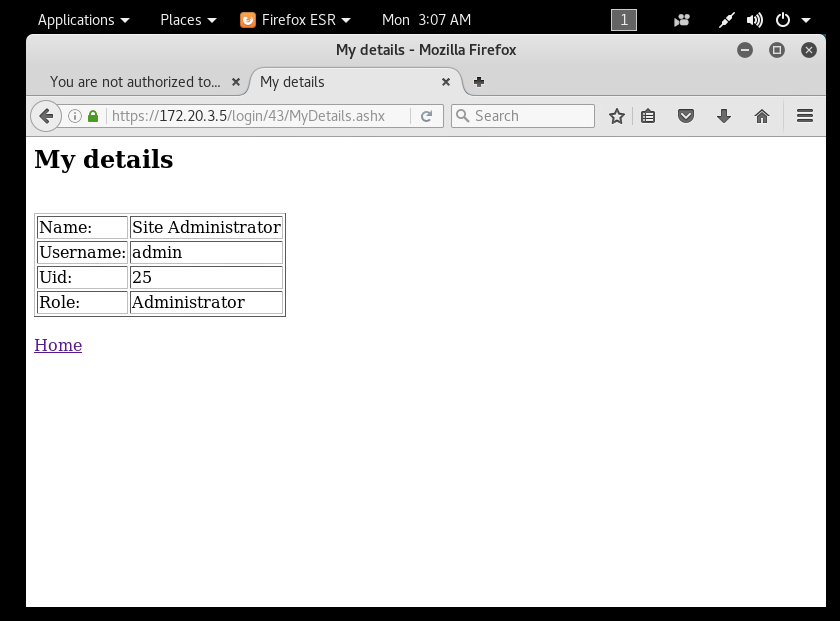 Applications Places Firefox ESR Mon 3:07 AM 1
My details - Mozilla Firefox
You are not authorized to... My details
https://172.20.3.5/login/43/MyDetails.ashx Search
My details
Name: Site Administrator
Username: admin
Uid: 25
Role: Administrator
Home